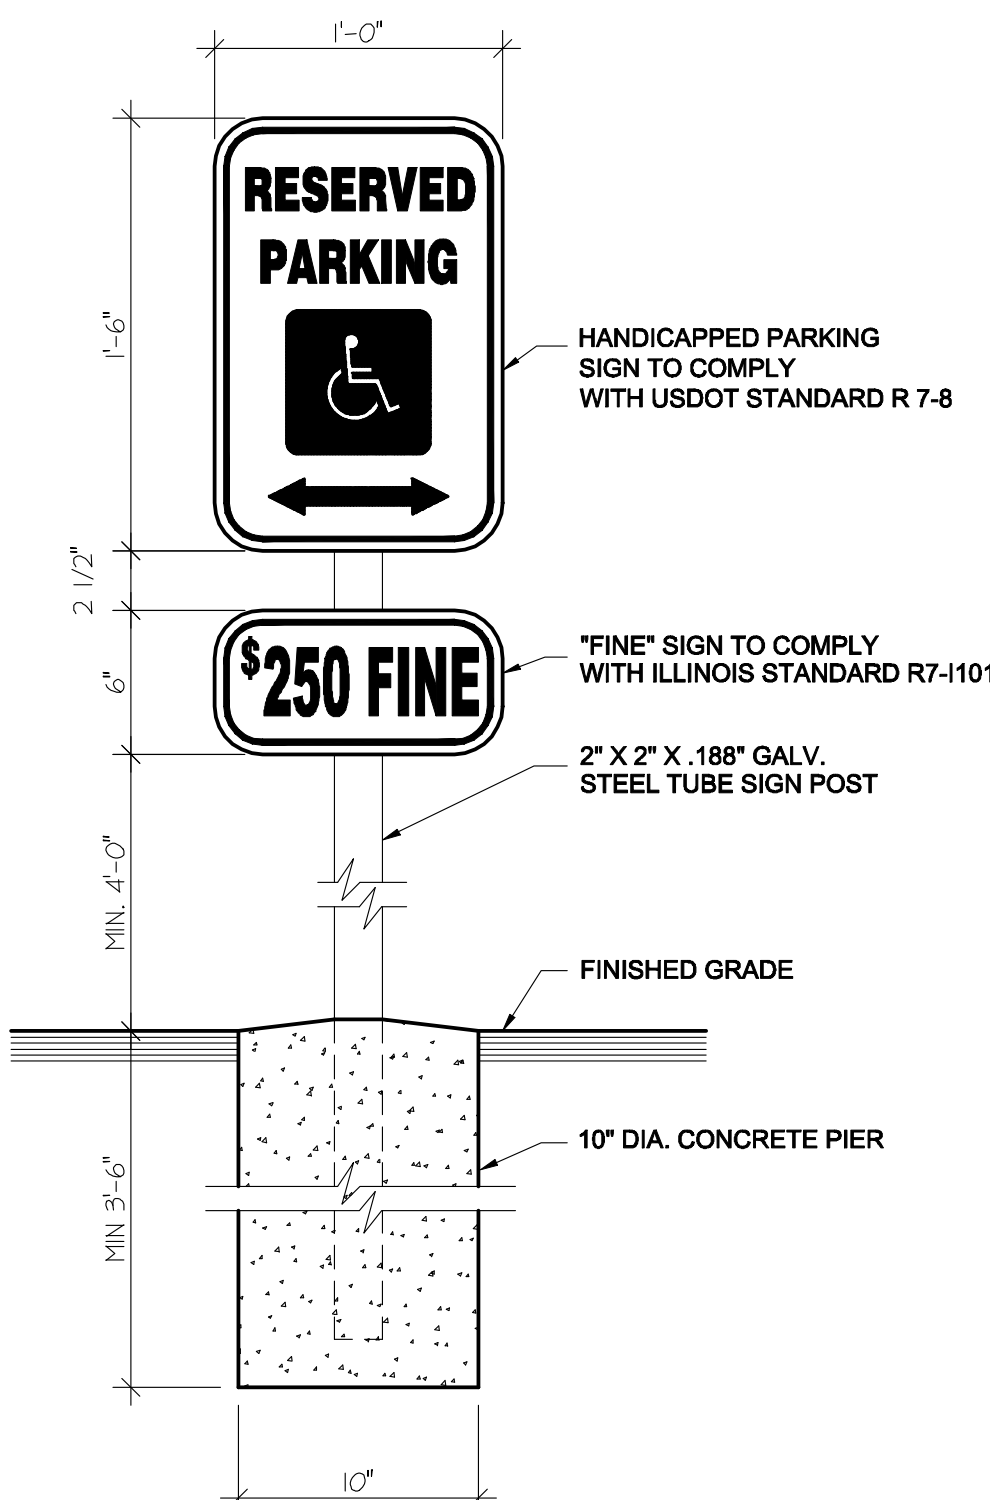 1'-0"
RESERVED
PARKING
1'-6"
HANDICAPPED PARKING
SIGN TO COMPLY
WITH USDOT STANDARD R 7-8
2 1/2"
6"
$250 FINE
"FINE" SIGN TO COMPLY
WITH ILLINOIS STANDARD R7-I101
2" X 2" X .188" GALV.
STEEL TUBE SIGN POST
MIN. 4'-0"
FINISHED GRADE
10" DIA. CONCRETE PIER
MIN 3'-6"
10"